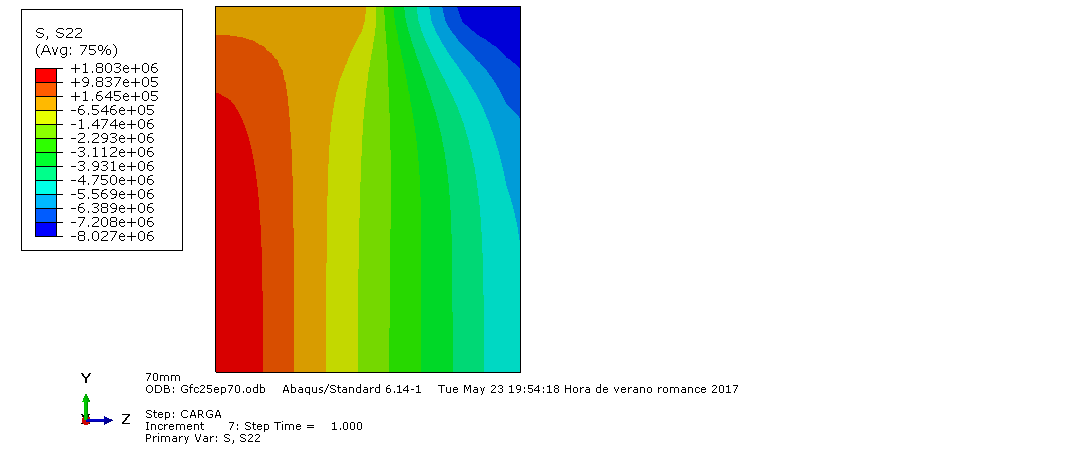 S, S22
(Avg: 75%)
+1.803e+06
+9.837e+05
+1.645e+05
-6.546e+05
-1.474e+06
-2.293e+06
-3.112e+06
-3.931e+06
-4.750e+06
-5.569e+06
-6.389e+06
-7.208e+06
-8.027e+06
Y
Z
70mm
ODB: Gfc25ep70.odb Abaqus/Standard 6.14-1 Tue May 23 19:54:18 Hora de verano romance 2017
Step: CARGA
Increment 7: Step Time = 1.000
Primary Var: S, S22